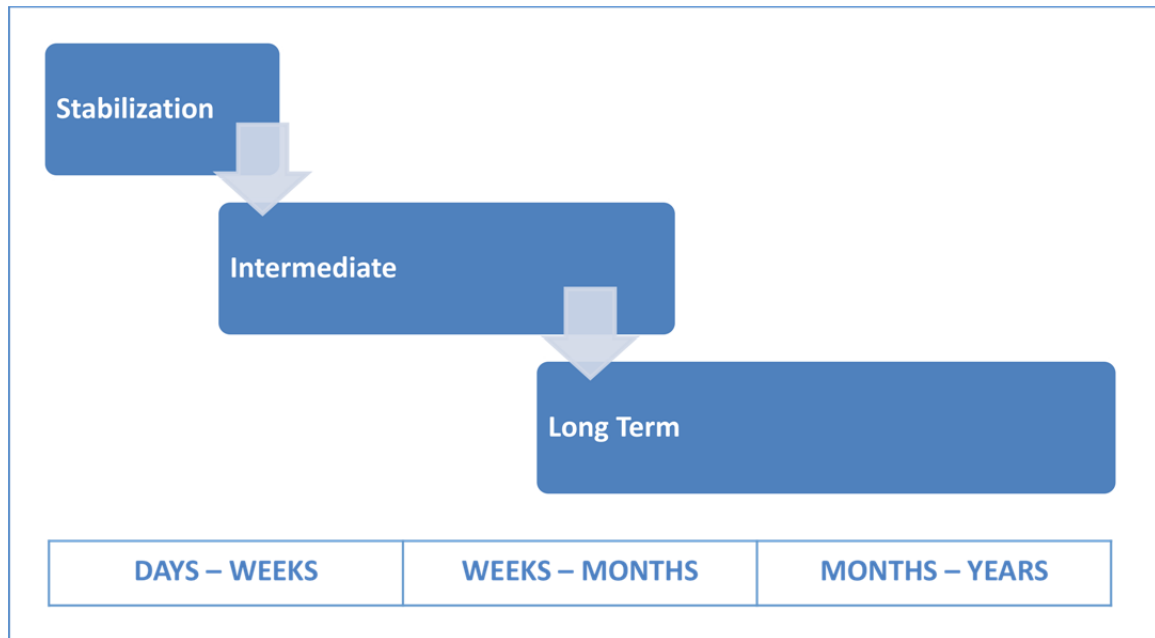 Stabilization
Intermediate
Long Term
DAYS – WEEKS
WEEKS – MONTHS
MONTHS – YEARS